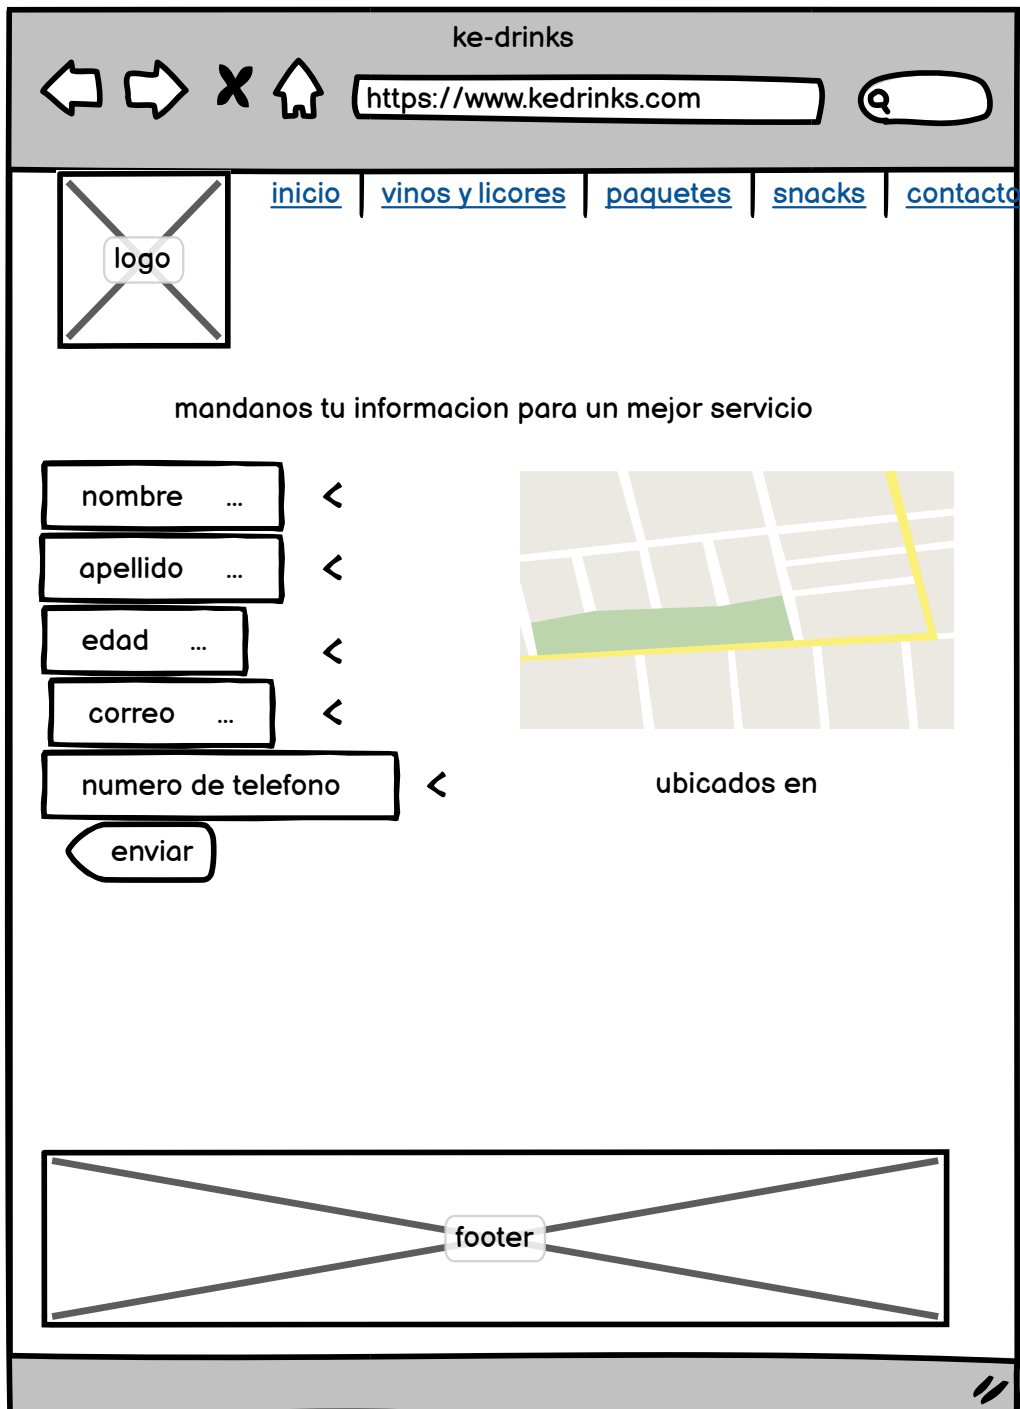 ke-drinks
https://www.kedrinks.com
inicio vinos y licores paquetes snacks contacto
logo
mandanos tu informacion para un mejor servicio
nombre ...
apellido ...
edad ...
correo ...
numero de telefono
ubicados en
enviar
footer